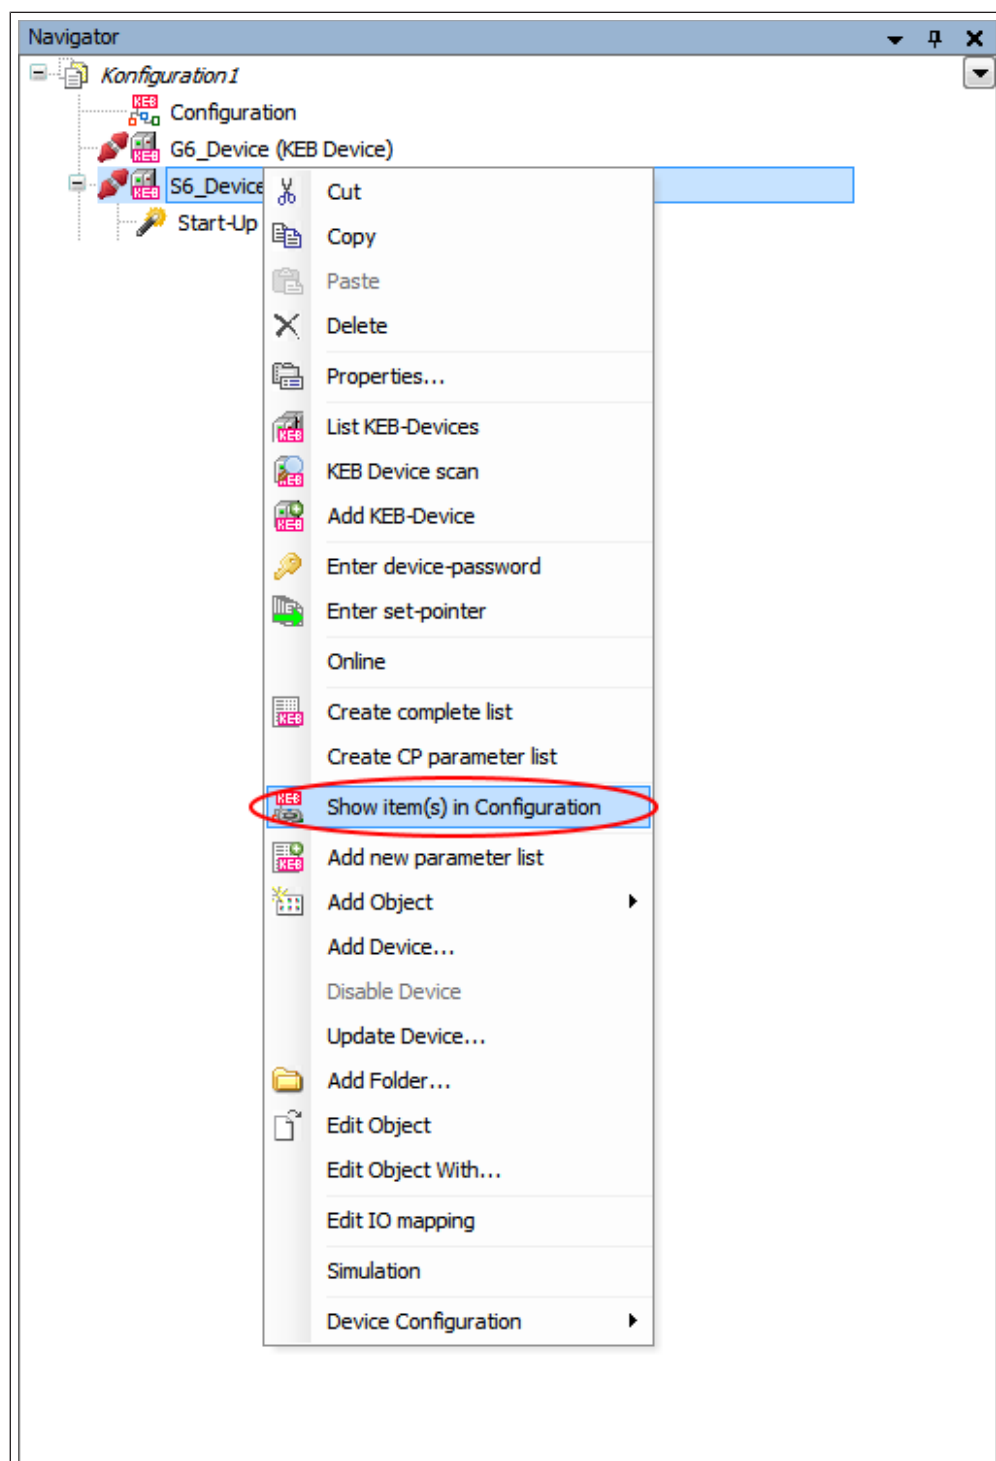 Navigator
Konfiguration1
Configuration
G6_Device (KEB Device)
S6_Device
Start-Up
Cut
Copy
Paste
Delete
Properties...
List KEB-Devices
KEB Device scan
Add KEB-Device
Enter device-password
Enter set-pointer
Online
Create complete list
Create CP parameter list
Show item(s) in Configuration
Add new parameter list
Add Object
Add Device...
Disable Device
Update Device...
Add Folder...
Edit Object
Edit Object With...
Edit IO mapping
Simulation
Device Configuration